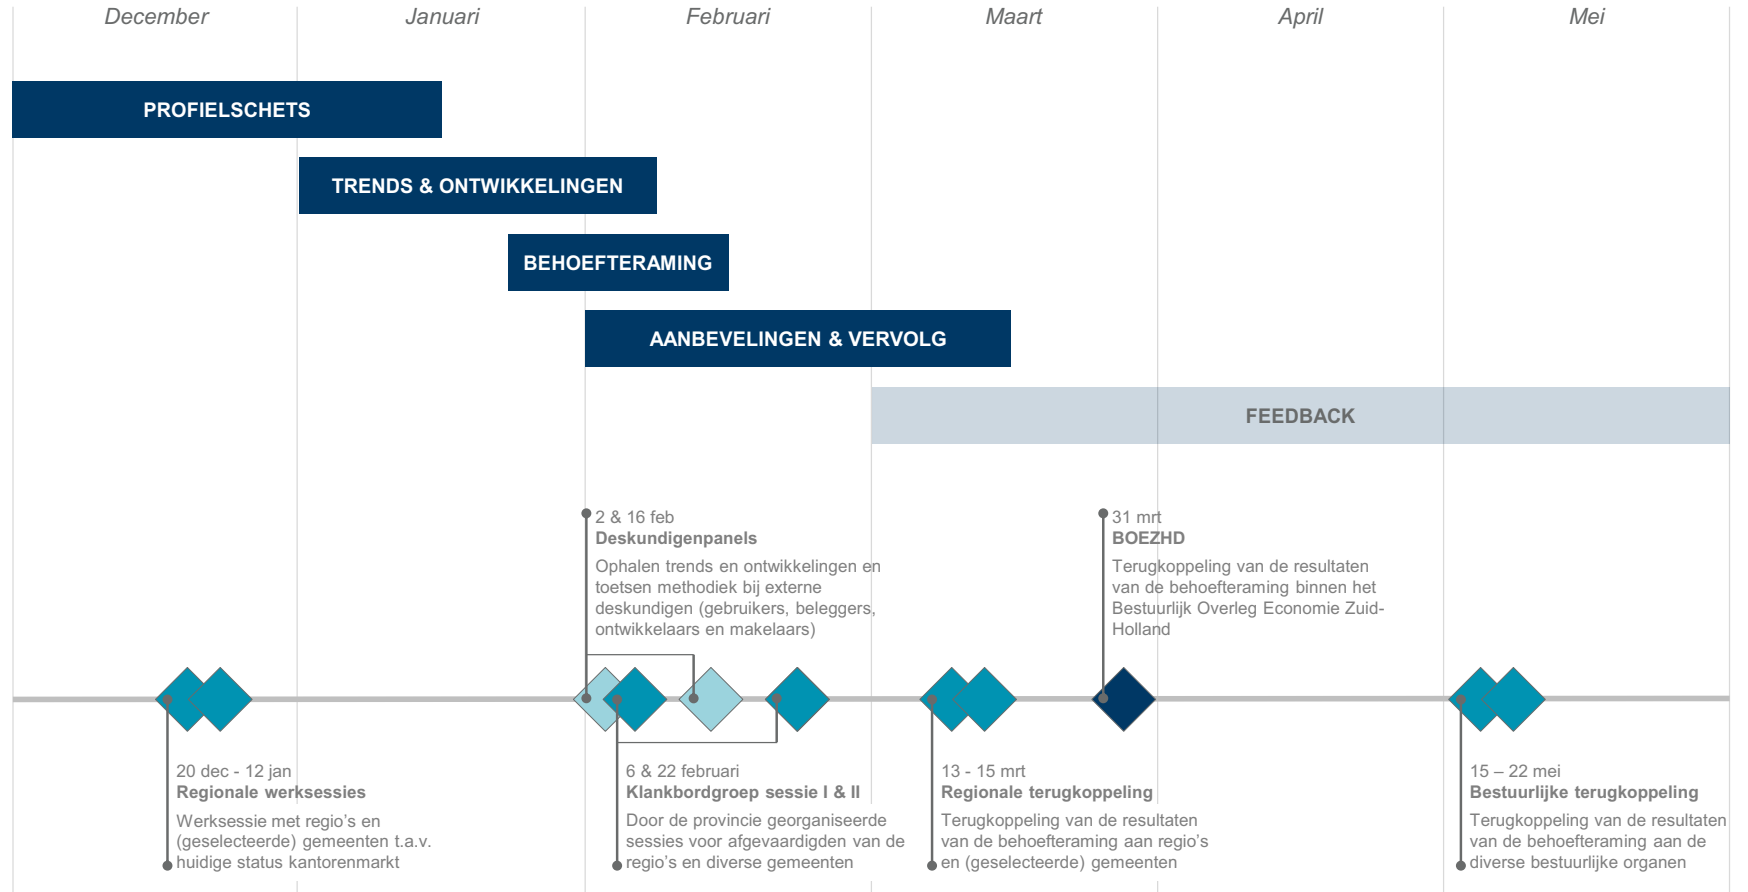 December
Januari
Februari
Maart
April
Mei
PROFIELSCHETS
TRENDS & ONTWIKKELINGEN
BEHOEFTERAMING
AANBEVELINGEN & VERVOLG
FEEDBACK
2 & 16 feb
Deskundigenpanels
Ophalen trends en ontwikkelingen en
toetsen methodiek bij externe
deskundigen (gebruikers, beleggers,
ontwikkelaars en makelaars)
31 mrt
BOEZHD
Terugkoppeling van de resultaten
van de behoefteraming binnen het
Bestuurlijk Overleg Economie Zuid-
Holland
20 dec - 12 jan
Regionale werksessies
Werksessie met regio's en
(geselecteerde) gemeenten t.a.v.
huidige status kantorenmarkt
6 & 22 februari
Klankbordgroep sessie I & II
Door de provincie georganiseerde
sessies voor afgevaardigden van de
regio's en diverse gemeenten
13 - 15 mrt
Regionale terugkoppeling
Terugkoppeling van de resultaten
van de behoefteraming aan regio's
en (geselecteerde) gemeenten
15 – 22 mei
Bestuurlijke terugkoppeling
Terugkoppeling van de resultaten
van de behoefteraming aan de
diverse bestuurlijke organen